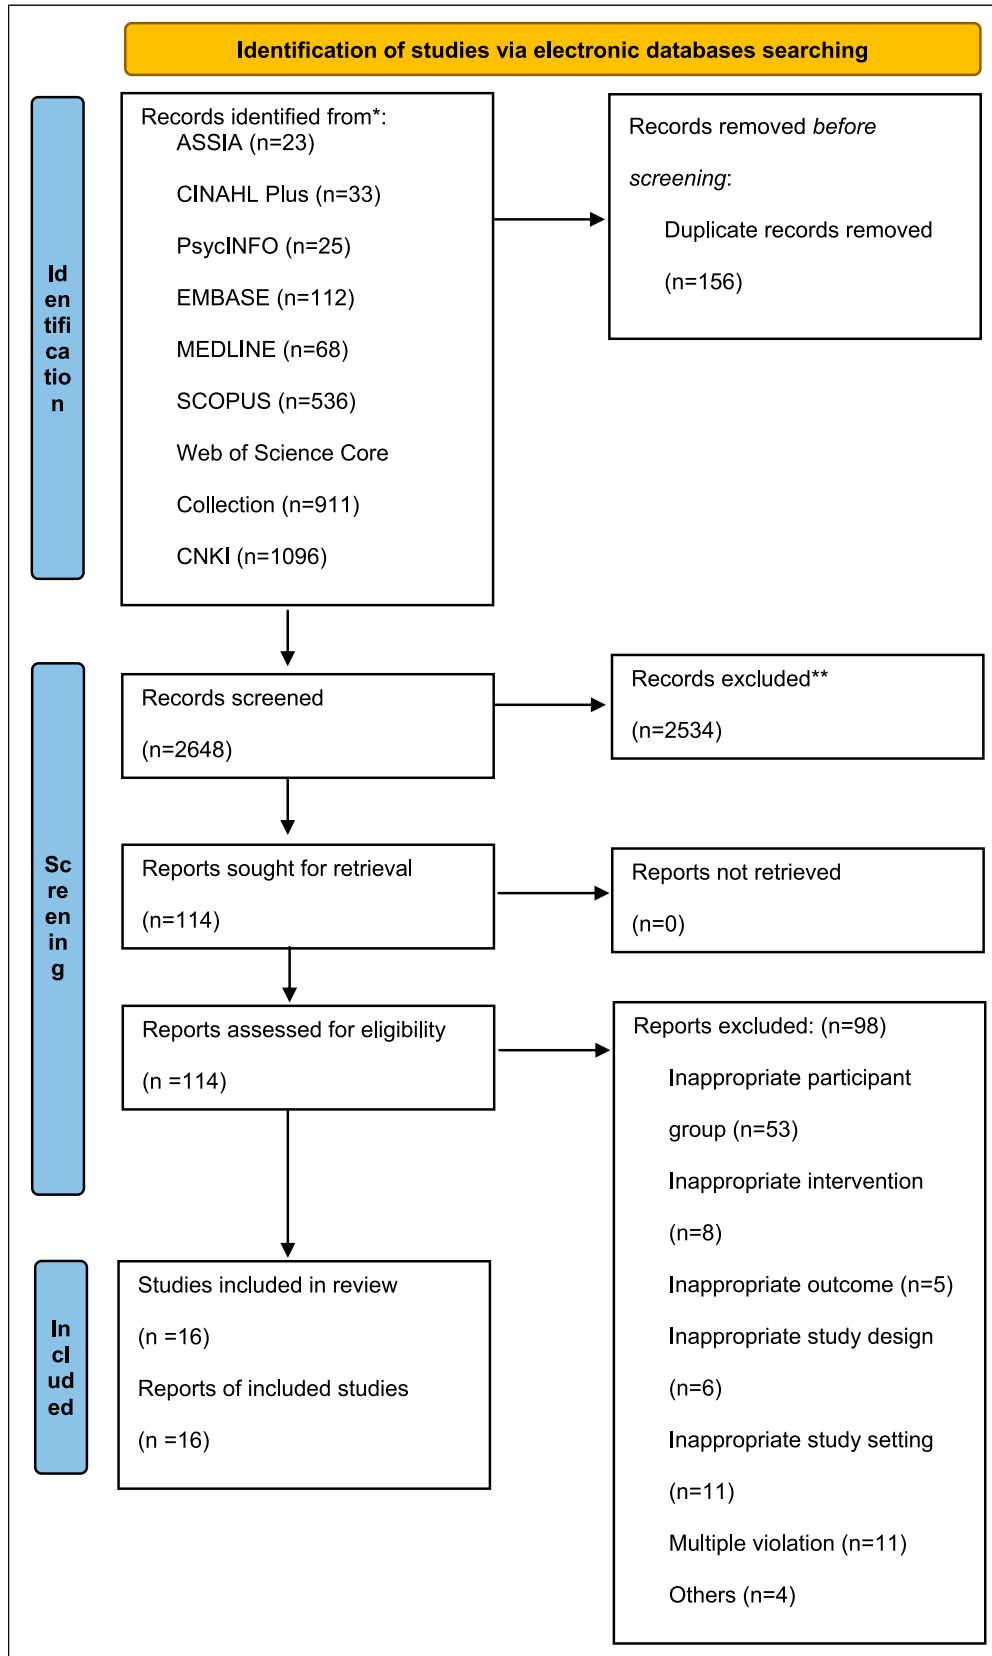 Identification of studies via electronic databases searching
Id
en
tifi
ca
tio
n
Records identified from*:
ASSIA (n=23)
CINAHL Plus (n=33)
PsycINFO (n=25)
EMBASE (n=112)
MEDLINE (n=68)
SCOPUS (n=536)
Web of Science Core
Collection (n=911)
CNKI (n=1096)
Records removed before
screening:
Duplicate records removed
(n=156)
Sc
re
en
in
g
Records screened
(n=2648)
Records excluded**
(n=2534)
Reports sought for retrieval
(n=114)
Reports not retrieved
(n=0)
Reports assessed for eligibility
(n =114)
Reports excluded: (n=98)
Inappropriate participant
group (n=53)
Inappropriate intervention
(n=8)
Inappropriate outcome (n=5)
Inappropriate study design
(n=6)
Inappropriate study setting
(n=11)
Multiple violation (n=11)
Others (n=4)
In
cl
ud
ed
Studies included in review
(n =16)
Reports of included studies
(n =16)